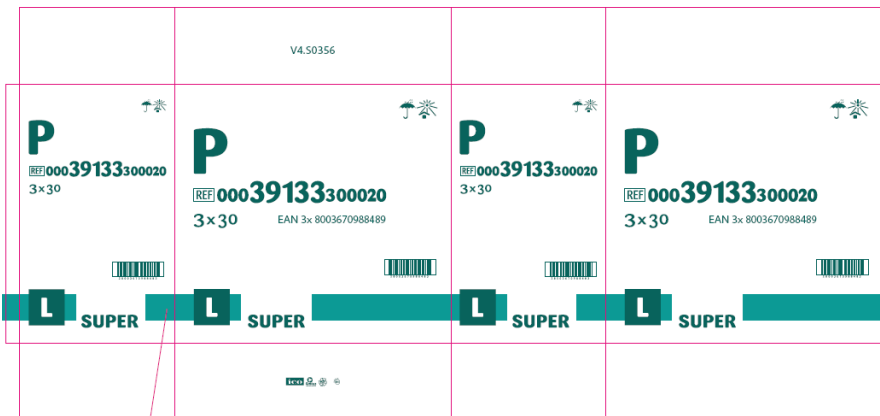 V4.S0356
P
REF 00039133300020
3x30
L
SUPER
P
REF 00039133300020
3x30 EAN 3x 8003670988489
L
SUPER
P
REF 00039133300020
3x30
L
SUPER
P
REF 00039133300020
3x30 EAN 3x 8003670988489
L
SUPER